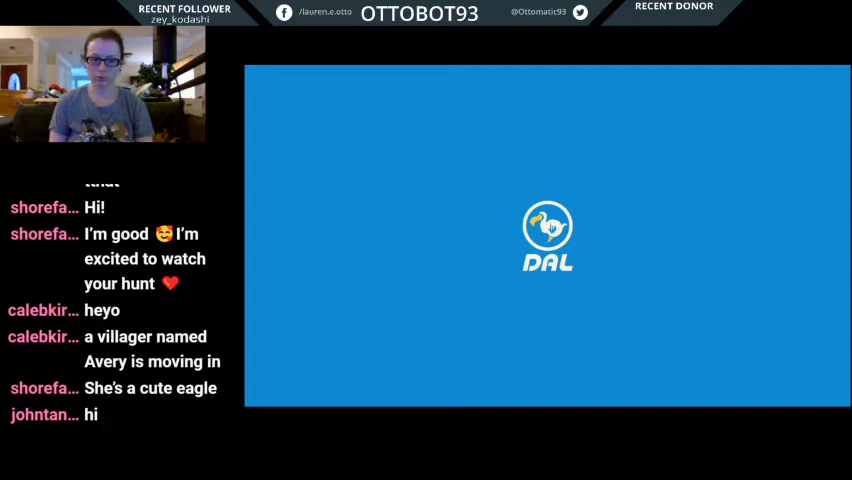 RECENT FOLLOWER
zey_kodashi
/lauren.e.otto
OTTOBOT93
@Ottomatic93
RECENT DONOR
shorefa... Hi!
shorefa... I'm good 🥰 I'm
excited to watch
your hunt ❤️
calebkir... heyo
calebkir... a villager named
Avery is moving in
shorefa... She's a cute eagle
johntan... hi
DAL